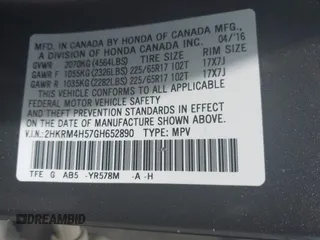 MFD. IN CANADA BY HONDA OF CANADA MFG.,
A DIVISION OF HONDA CANADA INC. 04/16
GVWR 2070KG (4564LBS) TIRE SIZE RIM SIZE
GAWR F 1055KG (2326LBS) 225/65R17 102T 17X7J
GAWR R 1035KG (2282LBS) 225/65R17 102T 17X7J
THIS VEHICLE CONFORMS TO ALL APPLICABLE
FEDERAL MOTOR VEHICLE SAFETY AND THEFT
PREVENTION STANDARDS IN EFFECT ON THE
DATE OF MANUFACTURE SHOWN ABOVE.
V.I.N.: 2HKRM4H57GH652890 TYPE: MPV
TFE G AB5 -YR578M -A -H
DREAMBID